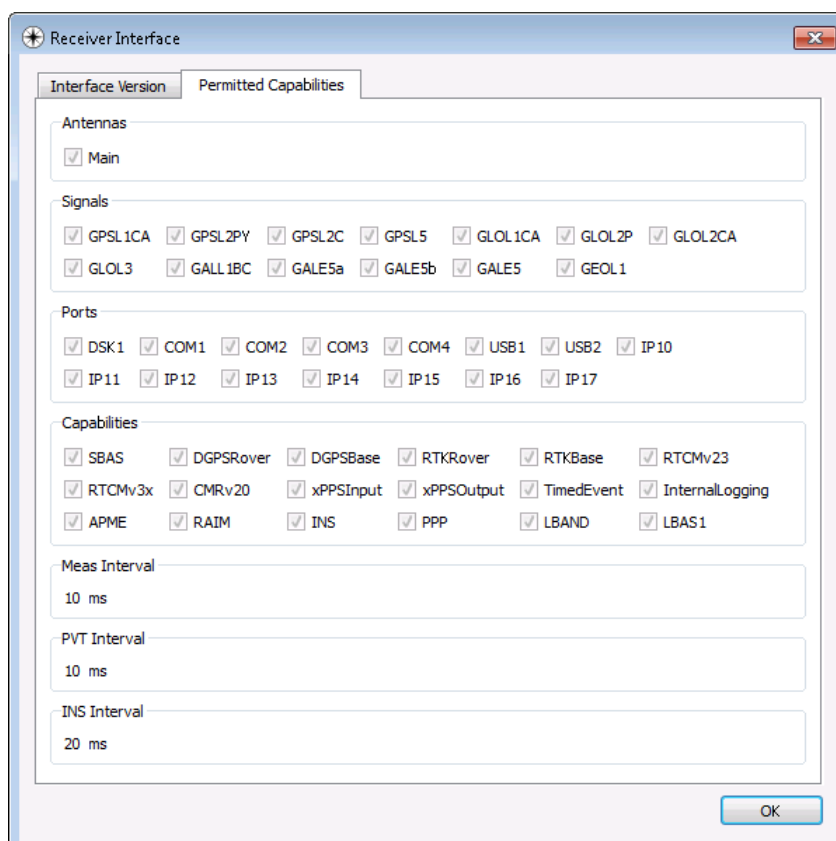 Receiver Interface
Interface Version Permitted Capabilities
Antennas
Main
Signals
GPSL1CA GPSL2PY GPSL2C GPSL5 GLOL1CA GLOL2P GLOL2CA
GLOL3 GALL1BC GALE5a GALE5b GALE5 GEOL1
Ports
DSK1 COM1 COM2 COM3 COM4 USB1 USB2 IP10
IP11 IP12 IP13 IP14 IP15 IP16 IP17
Capabilities
SBAS DGPSRover DGPSBase RTKRover RTKBase RTCMv23
RTCMv3x CMRv20 xPPSInput xPPSOutput TimedEvent InternalLogging
APME RAIM INS PPP LBAND LBAS1
Meas Interval
10 ms
PVT Interval
10 ms
INS Interval
20 ms
OK